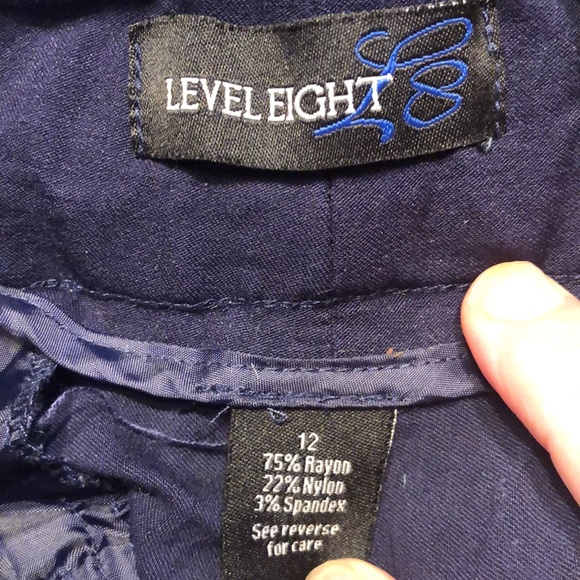 LEVEL EIGHT L8
12
75% Rayon
22% Nylon
3% Spandex
See reverse
for care